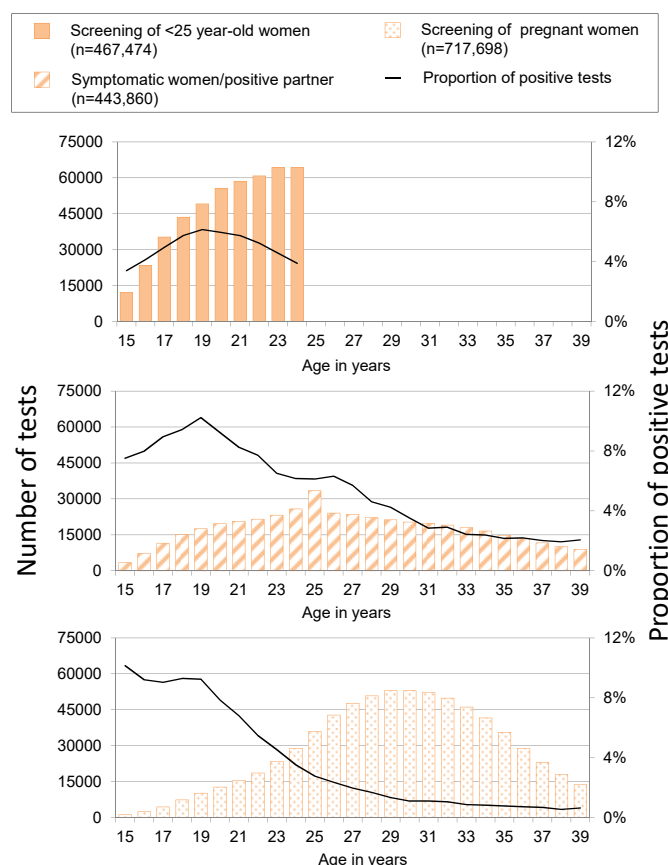 Screening of <25 year-old women
(n=467,474)
Screening of pregnant women
(n=717,698)
Symptomatic women/positive partner
(n=443,860)
Proportion of positive tests
75000 12%
60000
45000 8%
30000 4%
15000
0 0%
15 17 19 21 23 25 27 29 31 33 35 37 39
Age in years
Number of tests
Proportion of positive tests
75000 12%
60000
45000 8%
30000 4%
15000
0 0%
15 17 19 21 23 25 27 29 31 33 35 37 39
Age in years
75000 12%
60000
45000 8%
30000 4%
15000
0 0%
15 17 19 21 23 25 27 29 31 33 35 37 39
Age in years